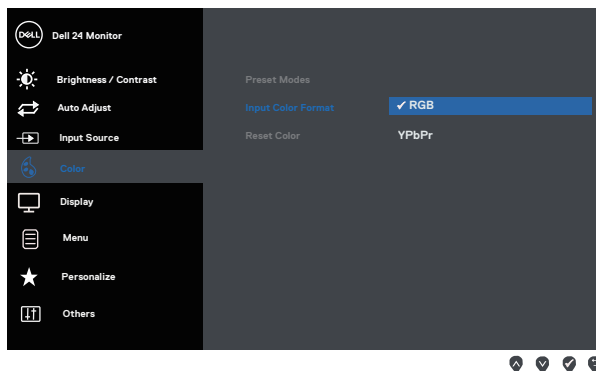 DELL Dell 24 Monitor
Brightness / Contrast
Preset Modes
Auto Adjust
Input Color Format
✓ RGB
Input Source
Reset Color
YPbPr
Color
Display
Menu
Personalize
Others